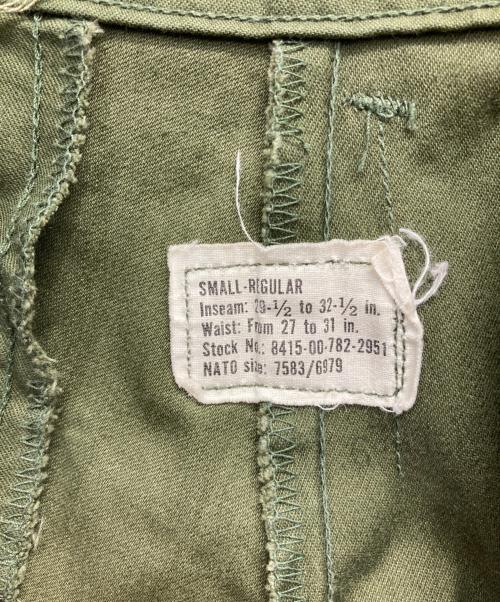 SMALL-REGULAR
Inseam: 29-1/2 to 32-1/2 in.
Waist: From 27 to 31 in.
Stock No.: 8415-00-782-2951
NATO size: 7583/6979